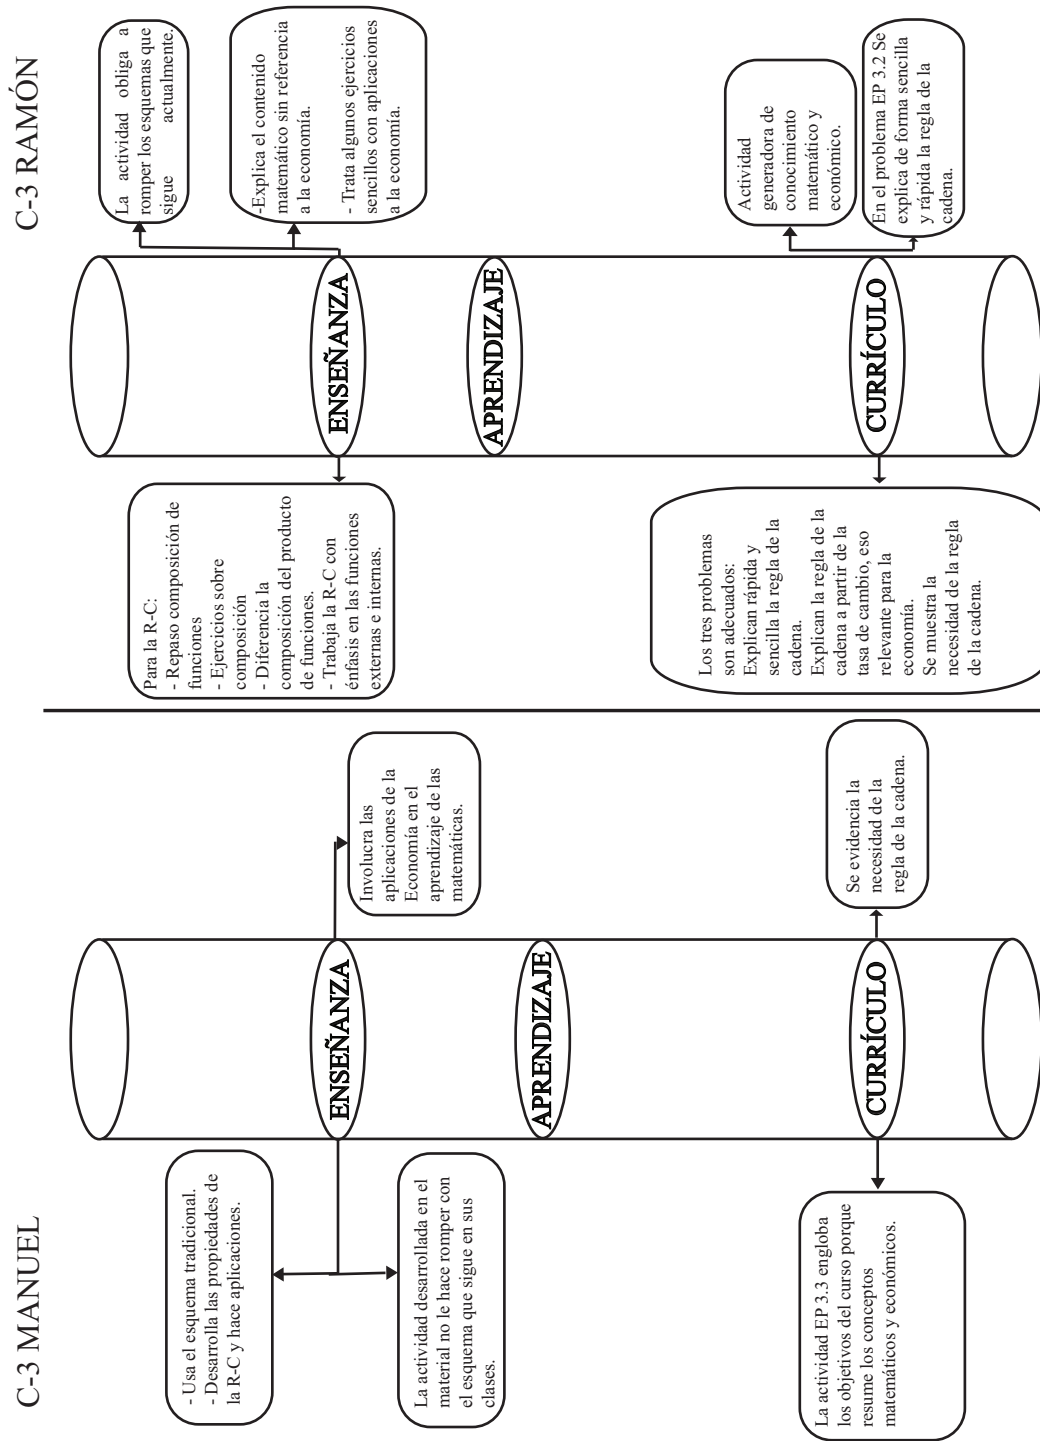 C-3 MANUEL
- Usa el esquema tradicional.
- Desarrolla las propiedades de
la R-C y hace aplicaciones.
La actividad desarrollada en el
material no le hace romper con
el esquema que sigue en sus
clases.
La actividad EP 3.3 engloba
los objetivos del curso porque
resume los conceptos
matemáticos y económicos.
ENSEÑANZA
APRENDIZAJE
CURRÍCULO
Involucra las
aplicaciones de la
Economía en el
aprendizaje de las
matemáticas.
Se evidencia la
necesidad de la
regla de la cadena.
C-3 RAMÓN
Para la R-C:
- Repaso composición de
funciones
- Ejercicios sobre
composición
- Diferencia la
composición del producto
de funciones.
- Trabaja la R-C con
énfasis en las funciones
externas e internas.
Los tres problemas
son adecuados:
Explican rápida y
sencilla la regla de la
cadena.
Explican la regla de la
cadena a partir de la
tasa de cambio, eso
relevante para la
economía.
Se muestra la
necesidad de la regla
de la cadena.
ENSEÑANZA
APRENDIZAJE
CURRÍCULO
La actividad obliga a
romper los esquemas que
sigue actualmente.
-Explica el contenido
matemático sin referencia
a la economía.
- Trata algunos ejercicios
sencillos con aplicaciones
a la economía.
Actividad
generadora de
conocimiento
matemático y
económico.
En el problema EP 3.2 Se
explica de forma sencilla
y rápida la regla de la
cadena.